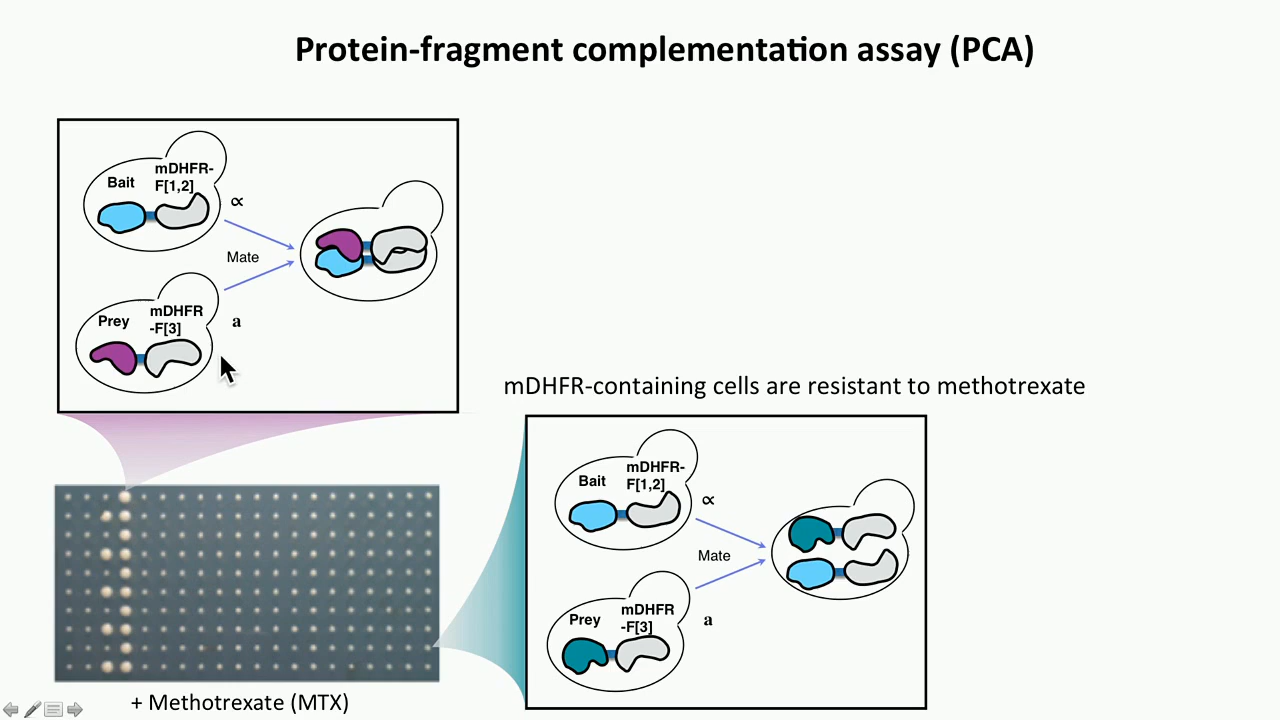 Protein-fragment complementation assay (PCA)
Bait
mDHFR-
F[1,2]
∝
Mate
Prey
mDHFR
-F[3]
a
mDHFR-containing cells are resistant to methotrexate
Bait
mDHFR-
F[1,2]
∝
Mate
Prey
mDHFR
-F[3]
a
+ Methotrexate (MTX)